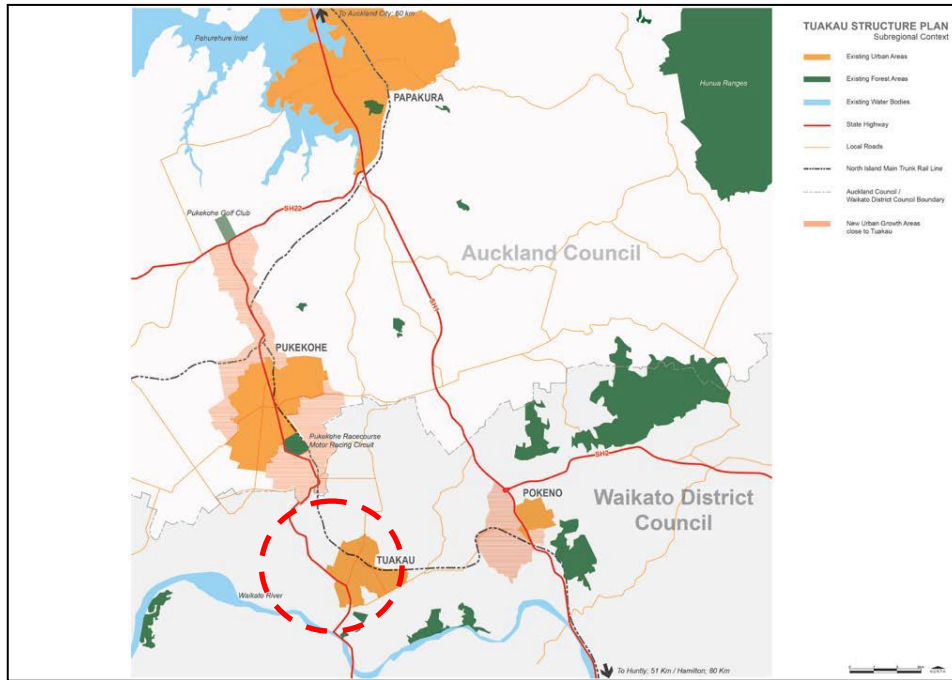 To Auckland City; 60 km
Pahurehure Inlet
PAPAKURA
Hunua Ranges
SH22
Pukekohe Golf Club
Auckland Council
SH1
PUKEKOHE
Pukekohe Racecourse
Motor Racing Circuit
SH2
POKENO
Waikato District
Council
TUAKAU
Waikato River
To Huntly; 51 Km / Hamilton; 80 Km
TUAKAU STRUCTURE PLAN
Subregional Context
Existing Urban Areas
Existing Forest Areas
Existing Water Bodies
State Highway
Local Roads
North Island Main Trunk Rail Line
Auckland Council /
Waikato District Council Boundary
New Urban Growth Areas
close to Tuakau
NORTH